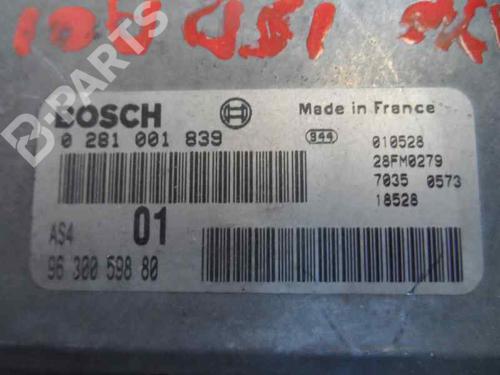 B-PARTS
BOSCH
Made in France
0 281 001 839
944
010528
28FM0279
7035 0573
18528
AS4
01
96 300 598 80